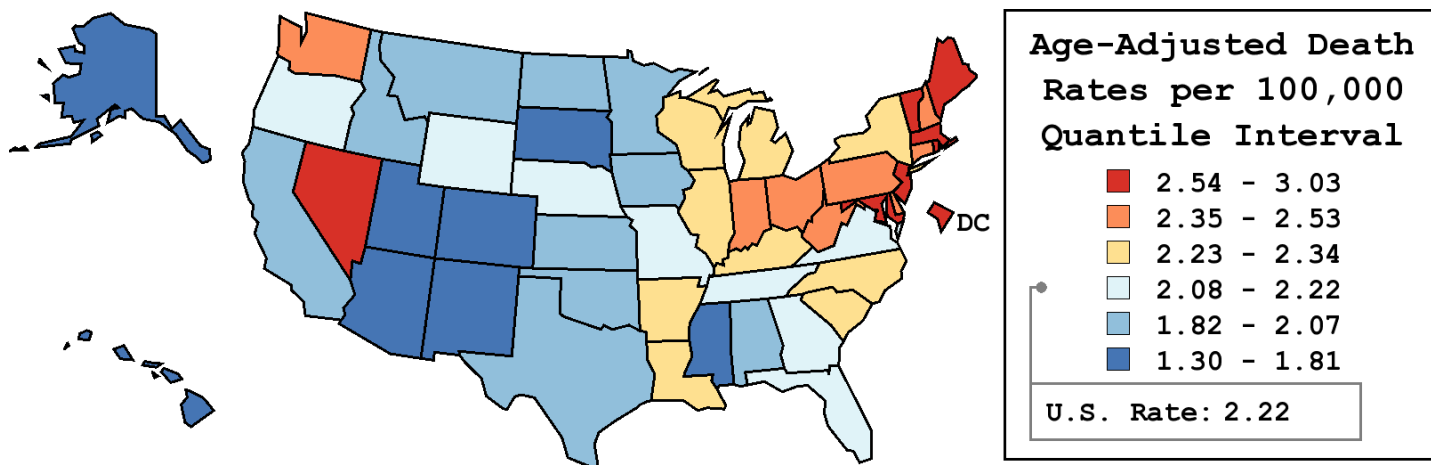 Age-Adjusted Death
Rates per 100,000
Quantile Interval
2.54 - 3.03
2.35 - 2.53
2.23 - 2.34
2.08 - 2.22
1.82 - 2.07
1.30 - 1.81
U.S. Rate: 2.22
DC